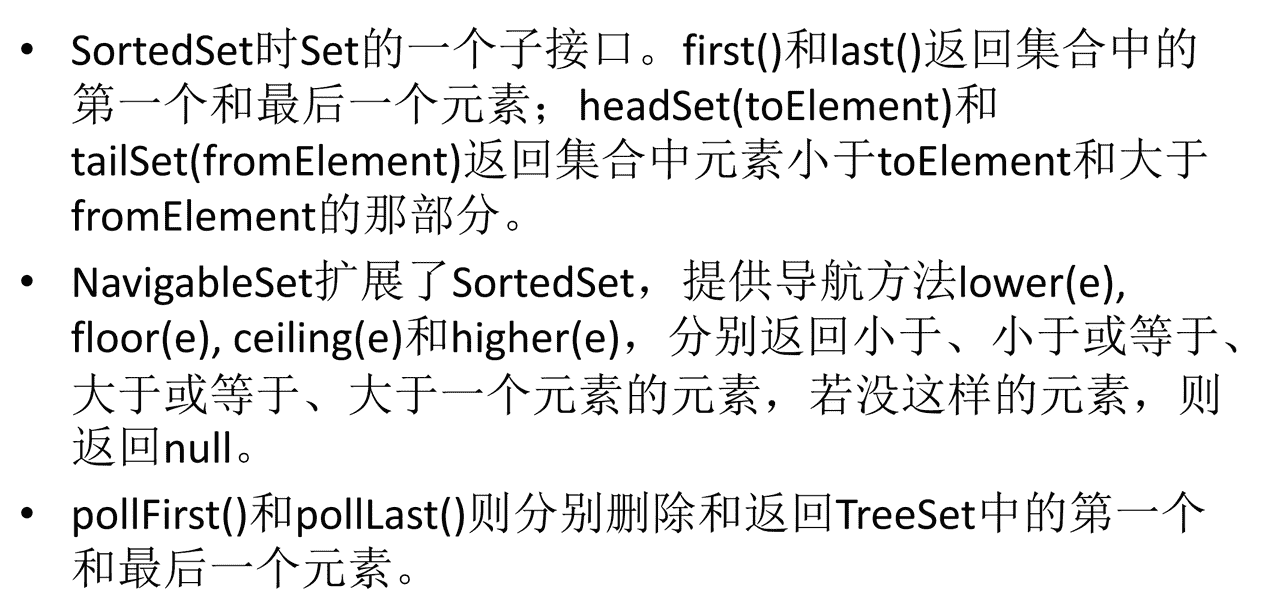 • SortedSet时Set的一个子接口。first()和last()返回集合中的
第一个和最后一个元素；headSet(toElement)和
tailSet(fromElement)返回集合中元素小于toElement和大于
fromElement的那部分。
• NavigableSet扩展了SortedSet，提供导航方法lower(e),
floor(e), ceiling(e)和higher(e)，分别返回小于、小于或等于、
大于或等于、大于一个元素的元素，若没这样的元素，则
返回null。
• pollFirst()和pollLast()则分别删除和返回TreeSet中的第一个
和最后一个元素。